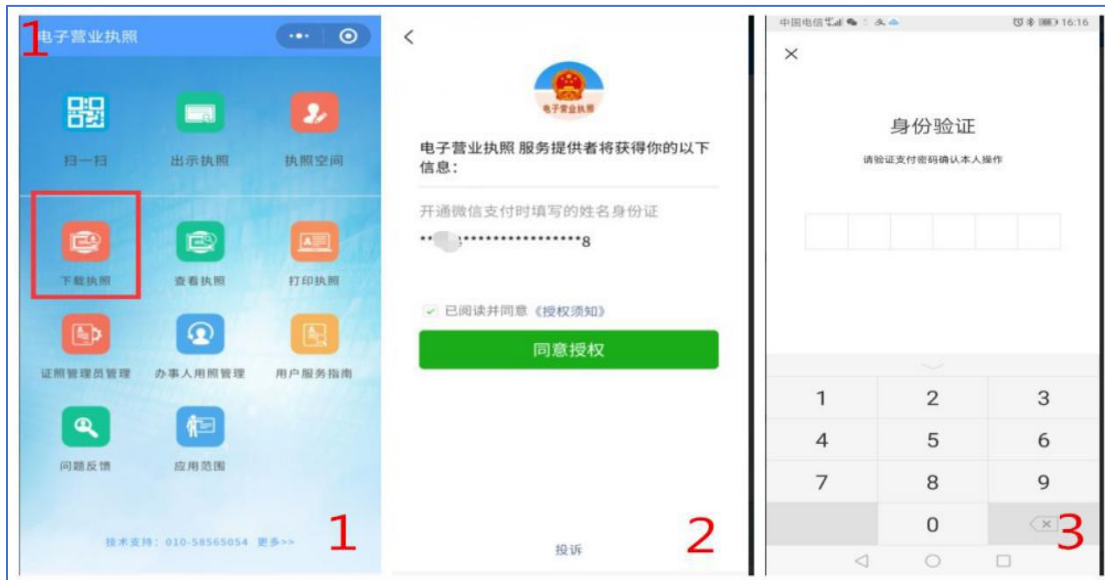 1
电子营业执照
扫一扫
出示执照
执照空间
下载执照
查看执照
打印执照
证照管理员管理
办事人用照管理
用户服务指南
问题反馈
应用范围
技术支持：010-58565054 更多>>
1
电子营业执照
电子营业执照 服务提供者将获得你的以下
信息：
开通微信支付时填写的姓名身份证
*****************8
已阅读并同意《授权须知》
同意授权
投诉
2
中国电信 16:16
身份验证
请验证支付密码确认本人操作
1 2 3
4 5 6
7 8 9
0
3